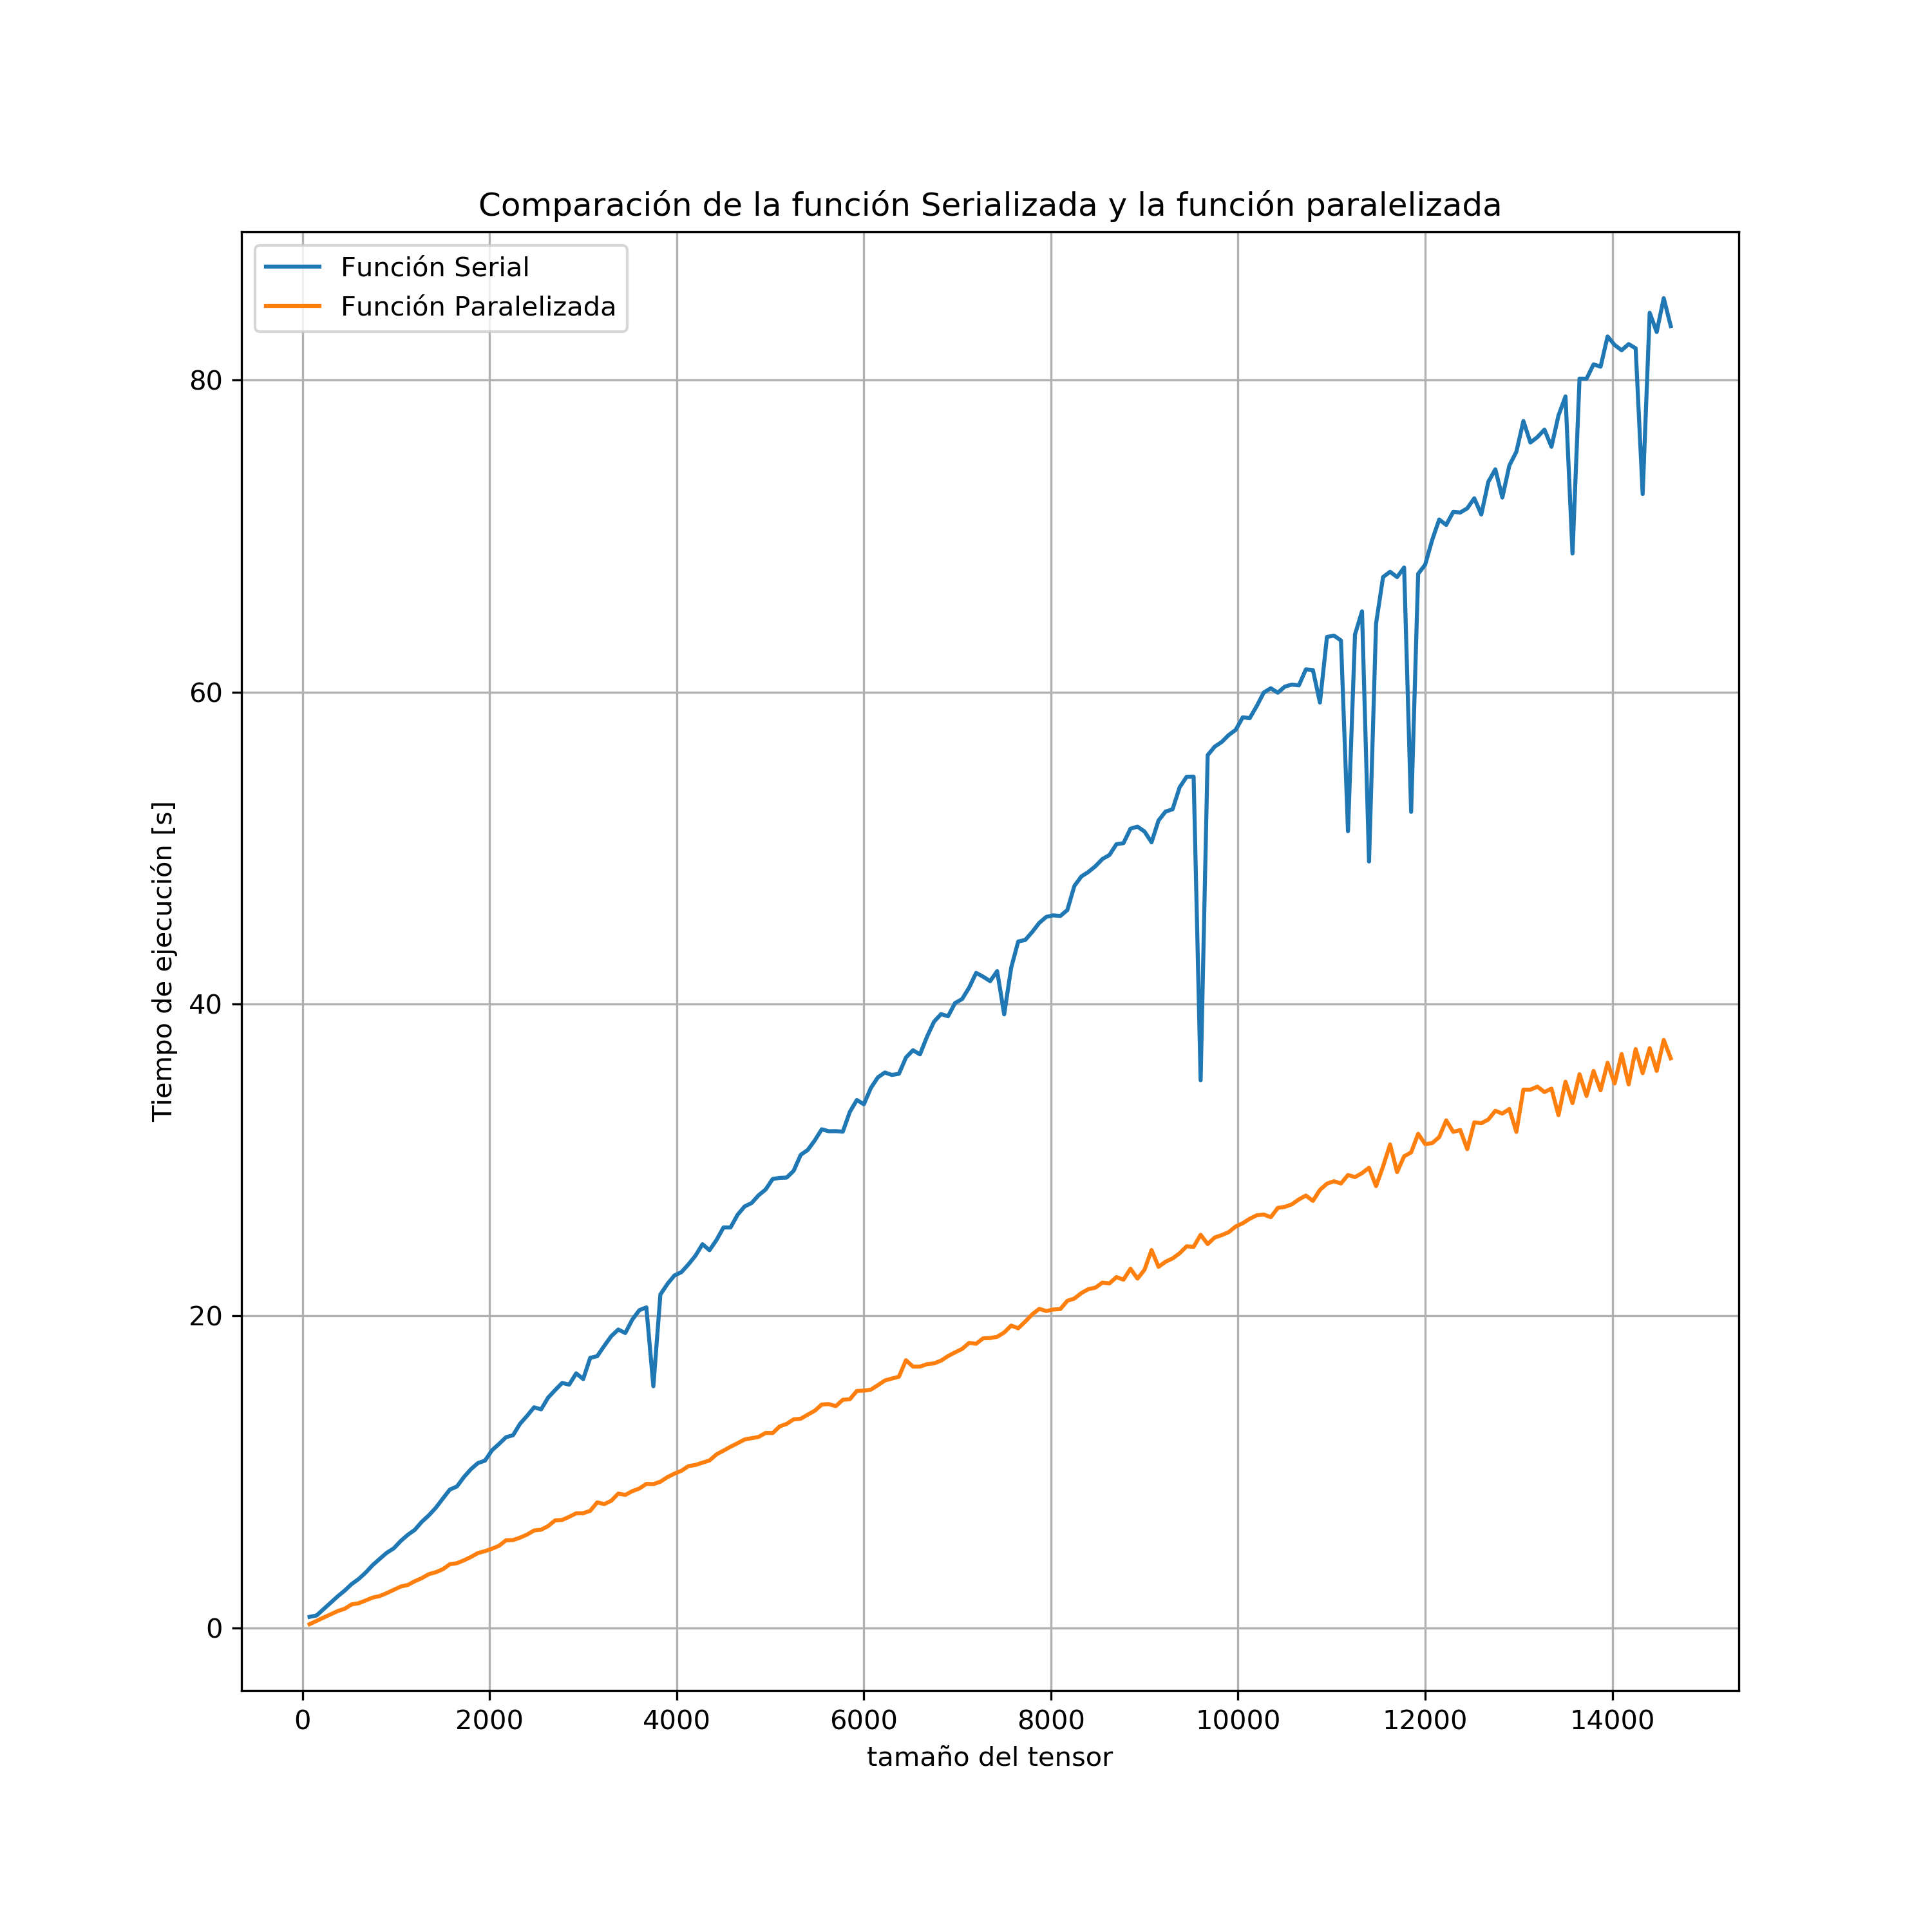 Comparación de la función Serializada y la función paralelizada
Función Serial
Función Paralelizada
80
60
40
20
0
Tiempo de ejecución [s]
0 2000 4000 6000 8000 10000 12000 14000
tamaño del tensor